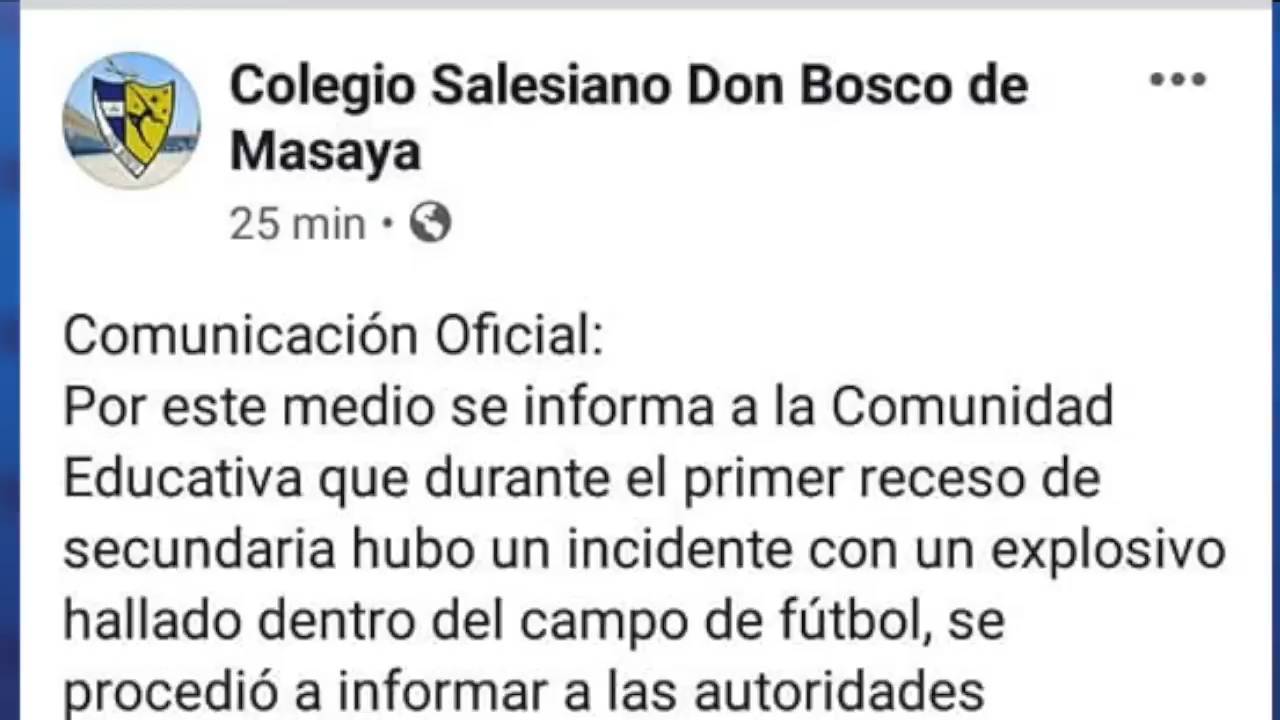 Colegio Salesiano Don Bosco de
Masaya
25 min •
Comunicación Oficial:
Por este medio se informa a la Comunidad
Educativa que durante el primer receso de
secundaria hubo un incidente con un explosivo
hallado dentro del campo de fútbol, se
procedió a informar a las autoridades